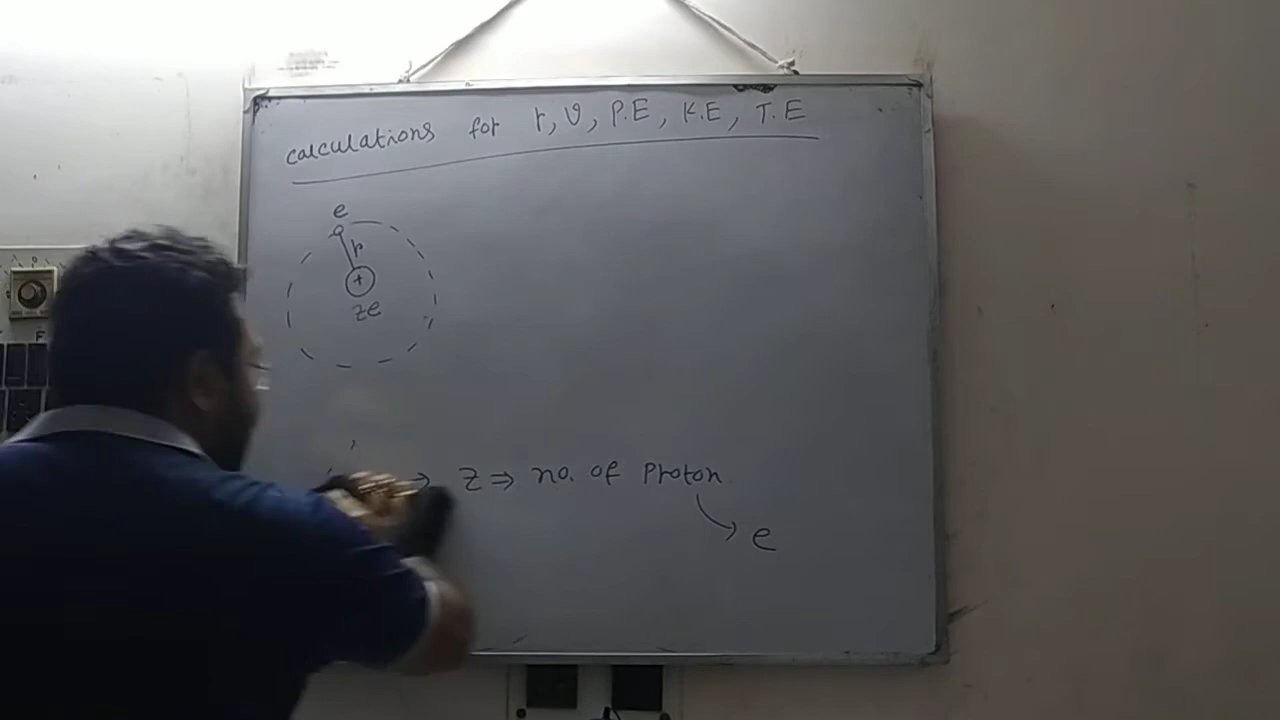 calculations for r, v, P.E, K.E, T.E
e
r
+
ze
→ Z ⇒ no. of Proton
e
F